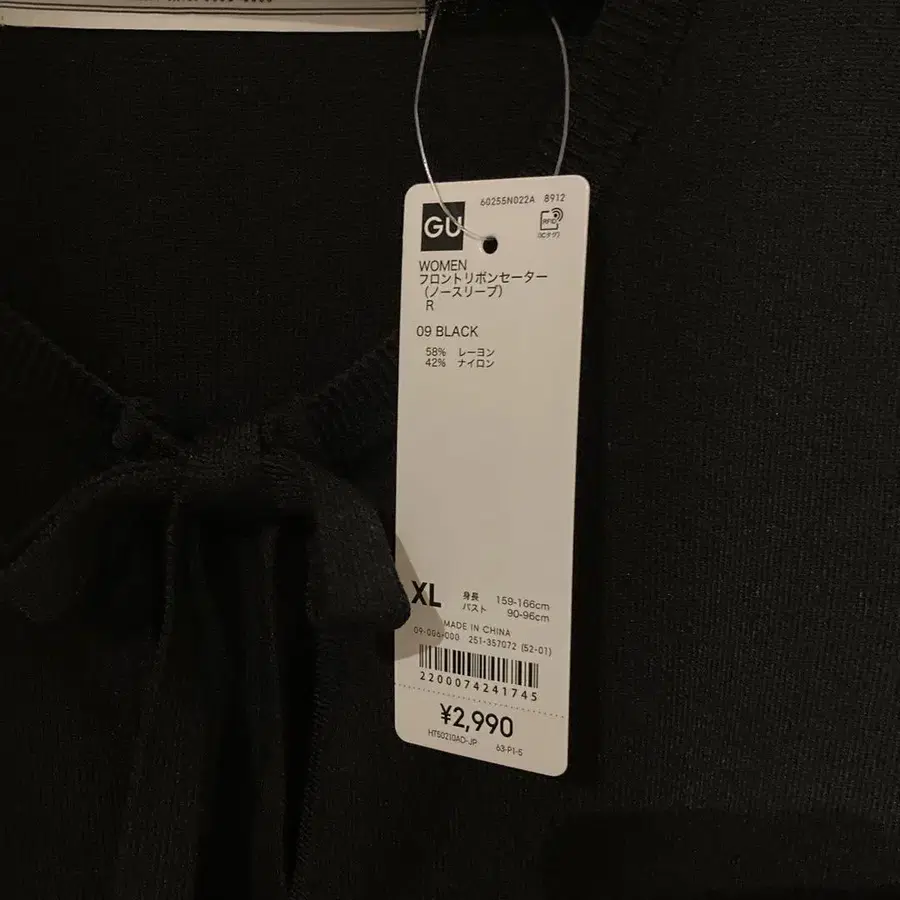 60255N022A 8912
GU
RFID
(ICタグ)
WOMEN
フロントリボンセーター
(ノースリーブ)
R
09 BLACK
58% レーヨン
42% ナイロン
XL
身長 159-166cm
バスト 90-96cm
MADE IN CHINA
09-006-000 251-357072 (52-01)
2200074241745
¥2,990
HT50210AD-JP 63-P1-5